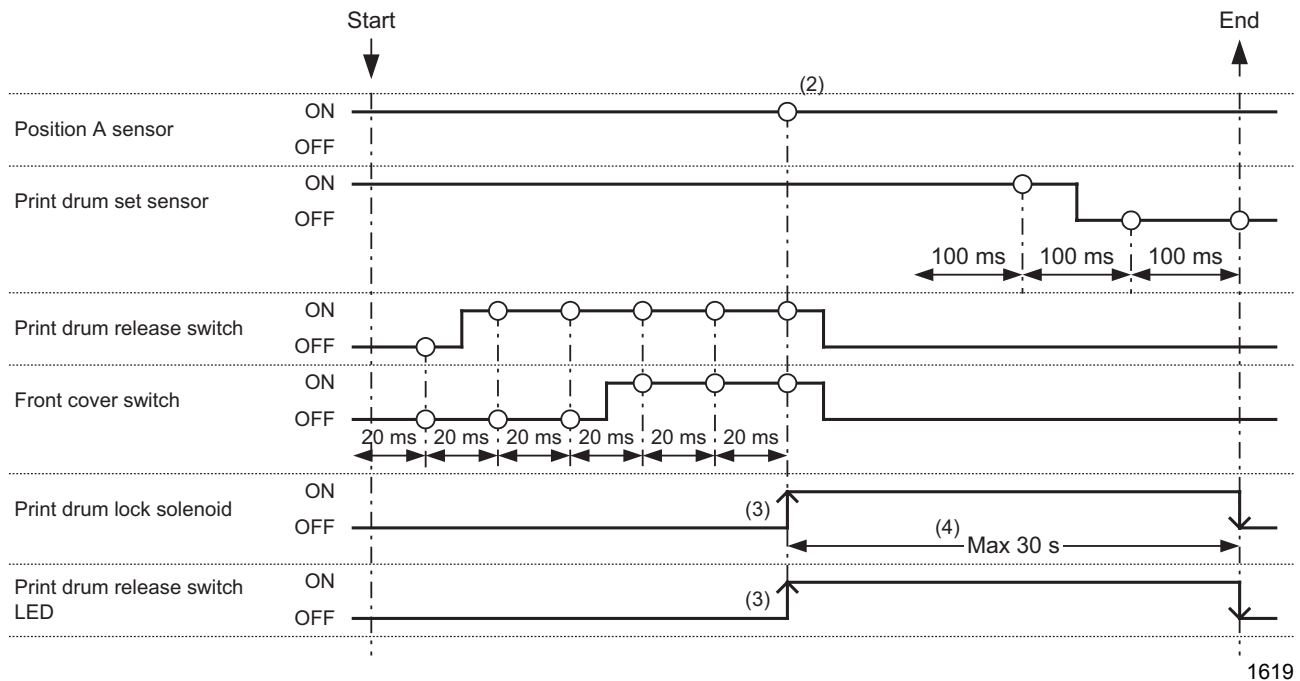 Start
End
(2)
Position A sensor
ON
OFF
Print drum set sensor
ON
OFF
100 ms
100 ms
100 ms
Print drum release switch
ON
OFF
Front cover switch
ON
OFF
20 ms
20 ms
20 ms
20 ms
20 ms
20 ms
Print drum lock solenoid
ON
OFF
(3)
(4)
Max 30 s
Print drum release switch
LED
ON
OFF
(3)
1619